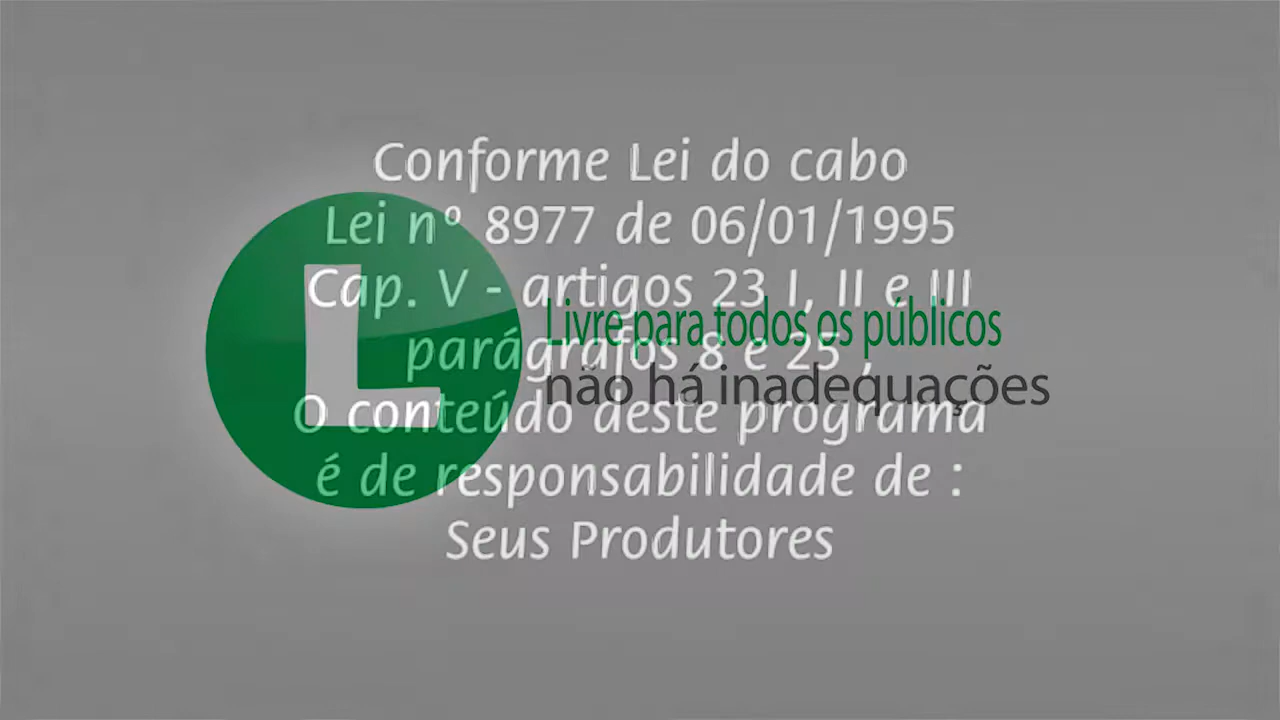 Conforme Lei do cabo
Lei nº 8977 de 06/01/1995
Cap. V - artigos 23 I, II e III
parágrafos 8 e 25 ,
O conteúdo deste programa
é de responsabilidade de :
Seus Produtores
L
Livre para todos os públicos
não há inadequações